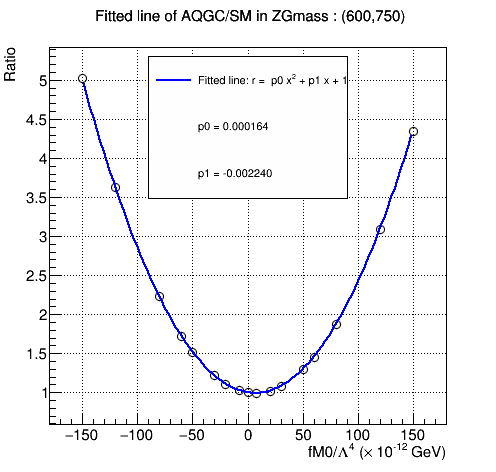 Fitted line of AQGC/SM in ZGmass : (600,750)
Ratio
Fitted line: r = p0 x² + p1 x + 1
p0 = 0.000164
p1 = -0.002240
5
4.5
4
3.5
3
2.5
2
1.5
1
−150 −100 −50 0 50 100 150
fM0/Λ⁴ (× 10⁻¹² GeV)